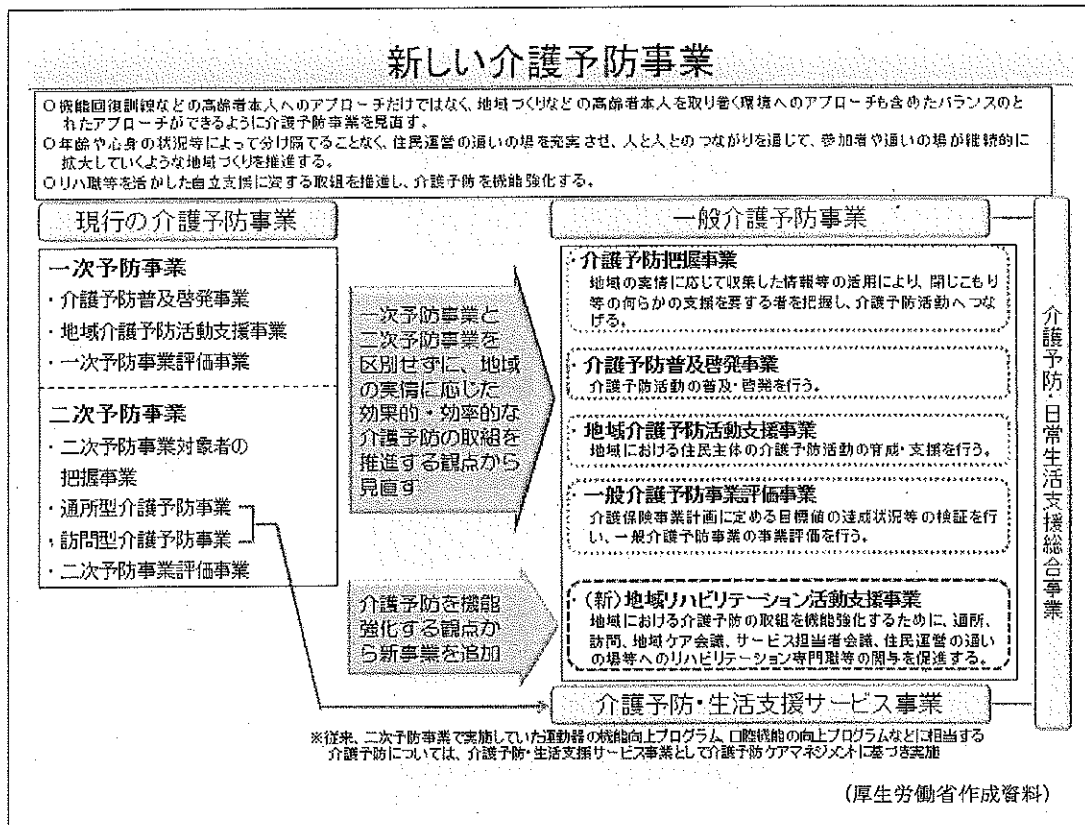 新しい介護予防事業
○機能回復訓練などの高齢者本人へのアプローチだけではなく、地域づくりなどの高齢者本人を取り巻く環境へのアプローチも含めたバランスのと
れたアプローチができるように介護予防事業を見直す。
○年齢や心身の状況等によって分け隔てることなく、住民運営の通いの場を充実させ、人と人とのつながりを通じて、参加者や通いの場が継続的に
拡大していくような地域づくりを推進する。
○リハ職等を活かした自立支援に資する取組を推進し、介護予防を機能強化する。
現行の介護予防事業
一次予防事業
・介護予防普及啓発事業
・地域介護予防活動支援事業
・一次予防事業評価事業
二次予防事業
・二次予防事業対象者の
把握事業
・通所型介護予防事業
・訪問型介護予防事業
・二次予防事業評価事業
一次予防事業と
二次予防事業を
区別せずに、地域
の実情に応じた
効果的・効率的な
介護予防の取組を
推進する観点から
見直す
介護予防を機能
強化する観点か
ら新事業を追加
一般介護予防事業
・介護予防把握事業
地域の実情に応じて収集した情報等の活用により、閉じこもり
等の何らかの支援を要する者を把握し、介護予防活動へつな
げる。
・介護予防普及啓発事業
介護予防活動の普及・啓発を行う。
・地域介護予防活動支援事業
地域における住民主体の介護予防活動の育成・支援を行う。
・一般介護予防事業評価事業
介護保険事業計画に定める目標値の達成状況等の検証を行
い、一般介護予防事業の事業評価を行う。
・（新）地域リハビリテーション活動支援事業
地域における介護予防の取組を機能強化するために、通所、
訪問、地域ケア会議、サービス担当者会議、住民運営の通い
の場等へのリハビリテーション専門職等の関与を促進する。
介護予防・生活支援サービス事業
介護予防・日常生活支援総合事業
※従来、二次予防事業で実施していた運動器の機能向上プログラム、口腔機能の向上プログラムなどに相当する
介護予防については、介護予防・生活支援サービス事業として介護予防ケアマネジメントに基づき実施
（厚生労働省作成資料）